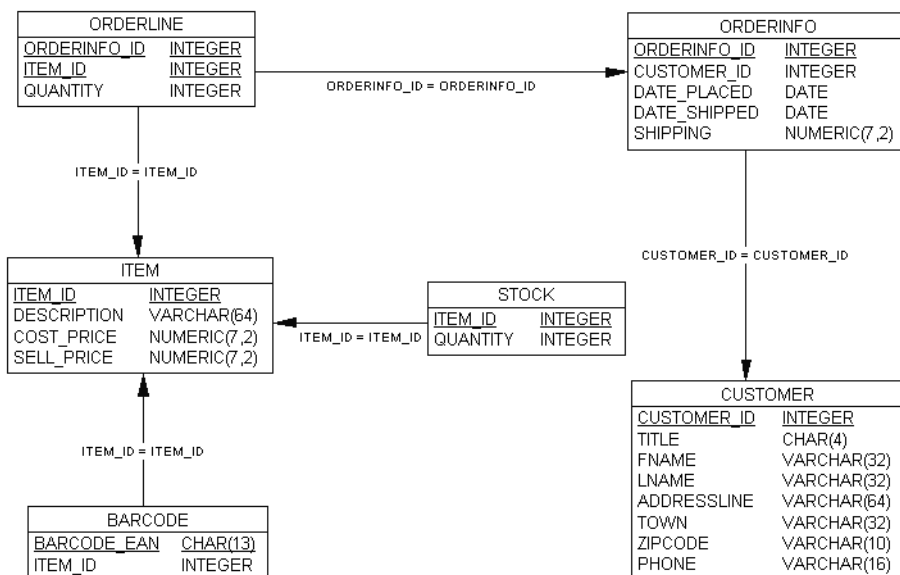 ORDERLINE
ORDERINFO_ID INTEGER
ITEM_ID INTEGER
QUANTITY INTEGER
ORDERINFO_ID = ORDERINFO_ID
ORDERINFO
ORDERINFO_ID INTEGER
CUSTOMER_ID INTEGER
DATE_PLACED DATE
DATE_SHIPPED DATE
SHIPPING NUMERIC(7,2)
ITEM_ID = ITEM_ID
CUSTOMER_ID = CUSTOMER_ID
ITEM
ITEM_ID INTEGER
DESCRIPTION VARCHAR(64)
COST_PRICE NUMERIC(7,2)
SELL_PRICE NUMERIC(7,2)
ITEM_ID = ITEM_ID
STOCK
ITEM_ID INTEGER
QUANTITY INTEGER
ITEM_ID = ITEM_ID
BARCODE
BARCODE_EAN CHAR(13)
ITEM_ID INTEGER
CUSTOMER
CUSTOMER_ID INTEGER
TITLE CHAR(4)
FNAME VARCHAR(32)
LNAME VARCHAR(32)
ADDRESSLINE VARCHAR(64)
TOWN VARCHAR(32)
ZIPCODE VARCHAR(10)
PHONE VARCHAR(16)